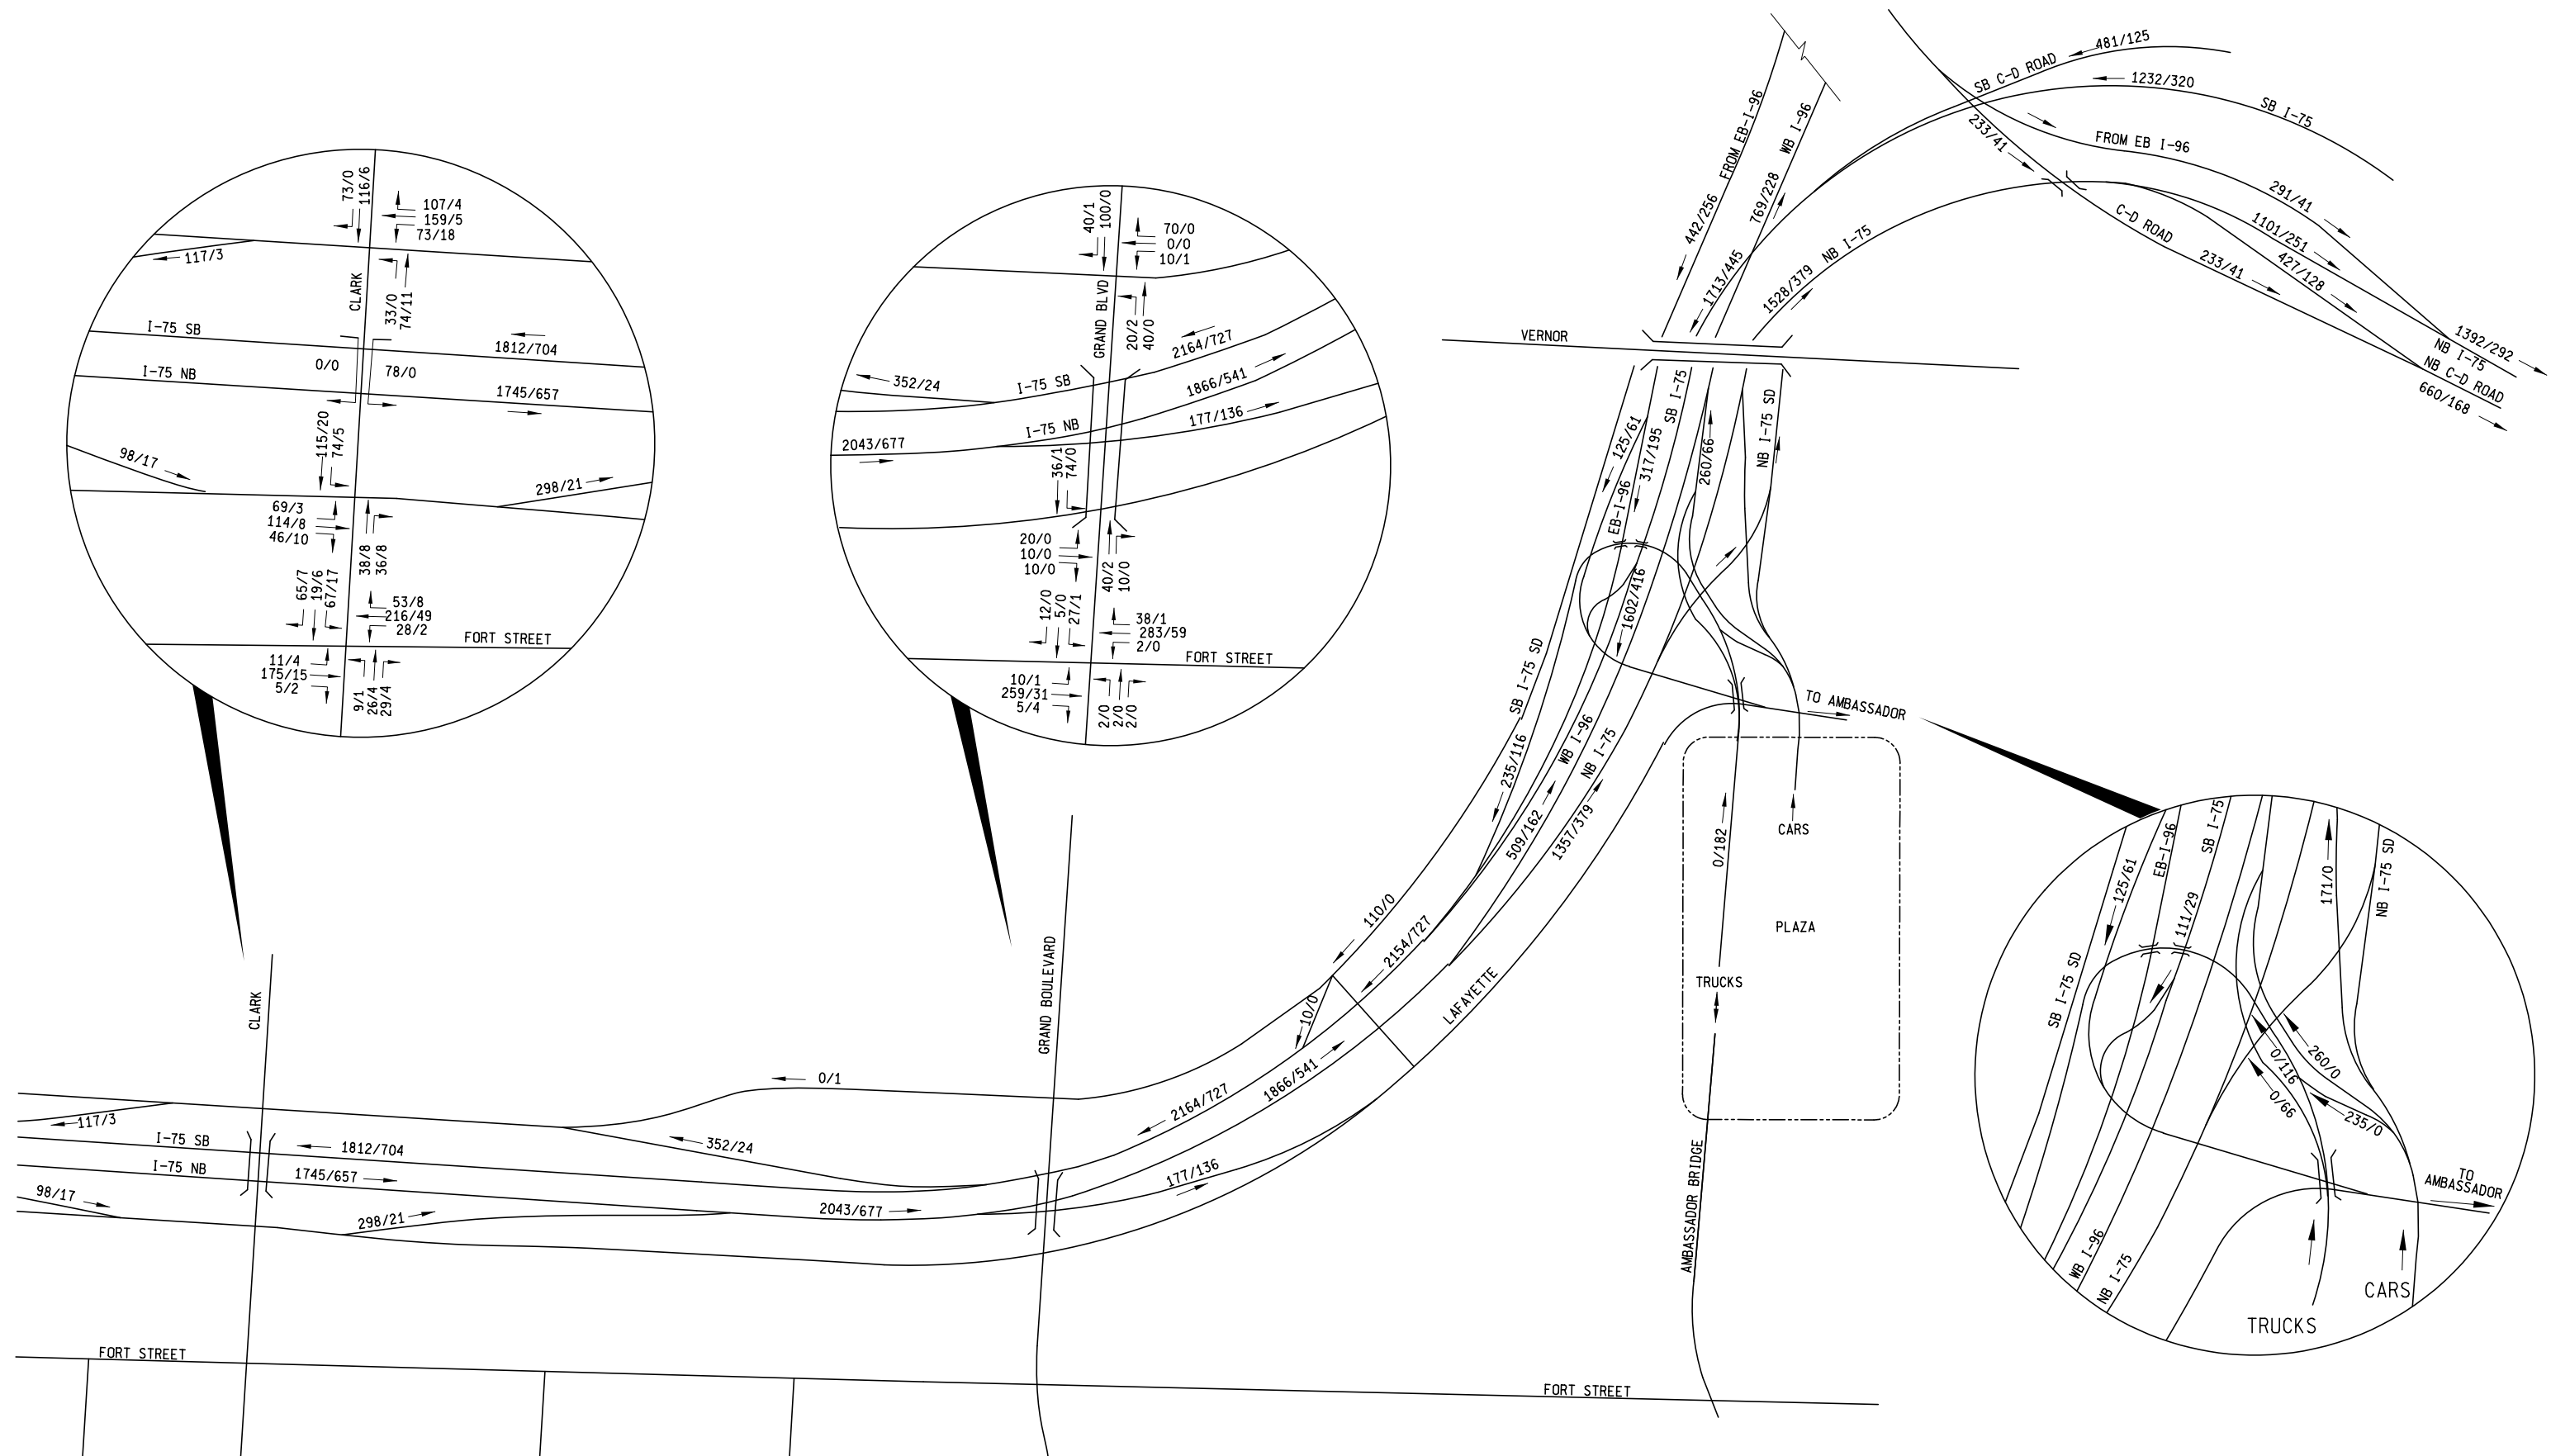 481/125
SB C-D ROAD
1232/320
SB I-75
FROM EB-I-96
WB I-96
233/41
FROM EB I-96
291/41
442/256
769/228
C-D ROAD
1101/251
1713/445
1528/379 NB I-75
233/41
427/128
1392/292
NB I-75
NB C-D ROAD
660/168
VERNOR
73/0
116/6
107/4
159/5
73/18
117/3
CLARK
33/0
74/11
I-75 SB
1812/704
0/0
78/0
I-75 NB
1745/657
115/20
74/5
98/17
298/21
69/3
114/8
46/10
38/8
36/8
65/7
19/6
67/17
53/8
216/49
28/2
FORT STREET
11/4
175/15
5/2
9/1
26/4
29/4
40/1
100/0
70/0
0/0
10/1
GRAND BLVD
20/2
40/0
2164/727
352/24
I-75 SB
1866/541
I-75 NB
177/136
2043/677
36/1
74/0
20/0
10/0
10/0
40/2
10/0
12/0
5/0
27/1
38/1
283/59
2/0
FORT STREET
10/1
259/31
5/4
2/0
2/0
2/0
125/61
317/195
SB I-75
260/66
NB I-75 SD
EB-I-96
1602/416
SB I-75 SD
TO AMBASSADOR
235/116
WB I-96
NB I-75
509/162
1357/379
0/182
CARS
PLAZA
TRUCKS
110/0
2154/727
10/0
LAFAYETTE
AMBASSADOR BRIDGE
CLARK
GRAND BOULEVARD
0/1
2164/727
1866/541
117/3
I-75 SB
1812/704
352/24
I-75 NB
1745/657
177/136
98/17
298/21
2043/677
FORT STREET
FORT STREET
125/61
EB-I-96
SB I-75
171/0
NB I-75 SD
111/29
SB I-75 SD
260/0
0/116
0/66
235/0
TO
AMBASSADOR
WB I-96
NB I-75
CARS
TRUCKS